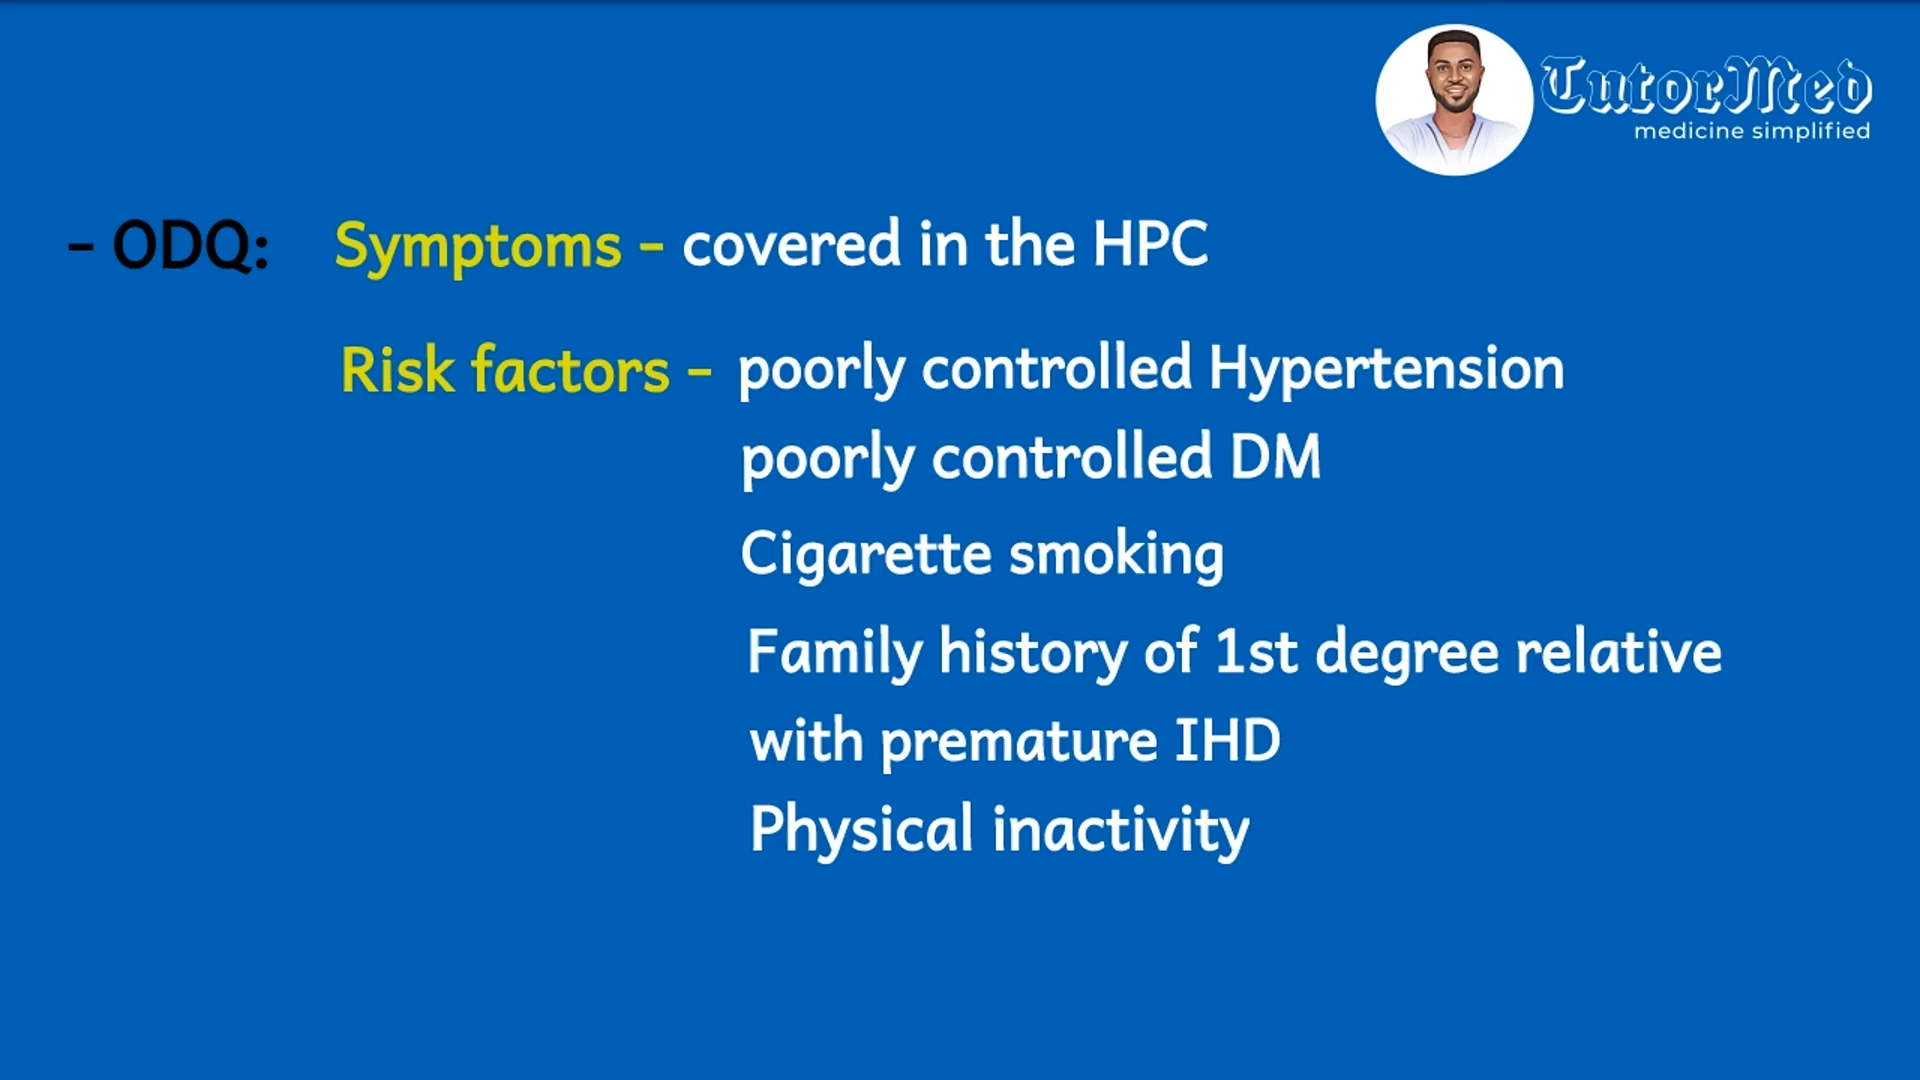 TutorMed
medicine simplified
- ODQ: Symptoms - covered in the HPC
Risk factors - poorly controlled Hypertension
poorly controlled DM
Cigarette smoking
Family history of 1st degree relative
with premature IHD
Physical inactivity